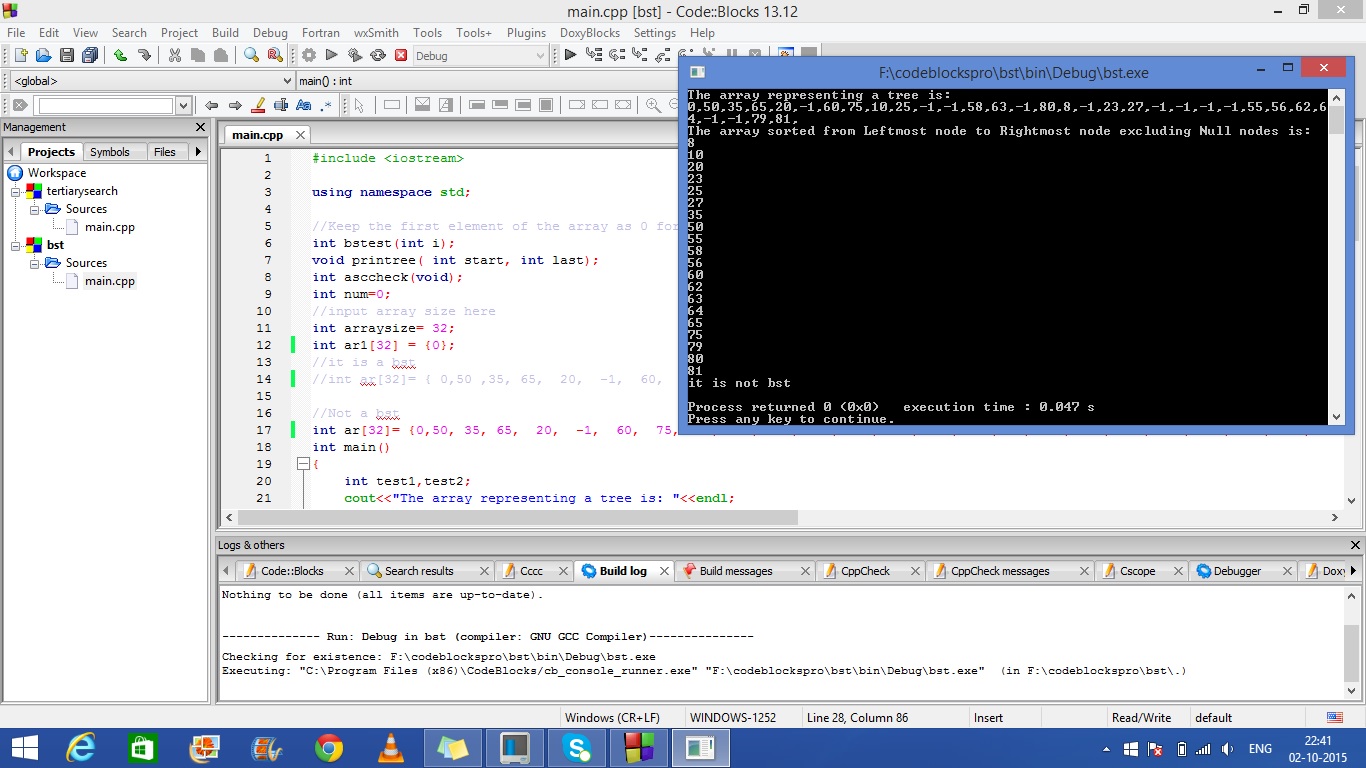 main.cpp [bst] - Code::Blocks 13.12
File Edit View Search Project Build Debug Fortran wxSmith Tools Tools+ Plugins DoxyBlocks Settings Help
Debug
<global>
main() : int
Aa .*
Management
Projects Symbols Files
Workspace
tertiarysearch
Sources
main.cpp
bst
Sources
main.cpp
main.cpp
1 #include <iostream>
2
3 using namespace std;
4
5 //Keep the first element of the array as 0 for
6 int bstest(int i);
7 void printree( int start, int last);
8 int asccheck(void);
9 int num=0;
10 //input array size here
11 int arraysize= 32;
12 int ar1[32] = {0};
13 //it is a bst
14 //int ar[32]= { 0,50 ,35, 65, 20, -1, 60,
15
16 //Not a bst
17 int ar[32]= {0,50, 35, 65, 20, -1, 60, 75,
18 int main()
19 {
20 int test1,test2;
21 cout<<"The array representing a tree is: "<<endl;
F:\codeblockspro\bst\bin\Debug\bst.exe
The array representing a tree is:
0,50,35,65,20,-1,60,75,10,25,-1,-1,58,63,-1,80,8,-1,23,27,-1,-1,-1,-1,55,56,62,6
4,-1,-1,79,81,
The array sorted from Leftmost node to Rightmost node excluding Null nodes is:
8
10
20
23
25
27
35
50
55
58
56
60
62
63
64
65
75
79
80
81
it is not bst
Process returned 0 (0x0) execution time : 0.047 s
Press any key to continue.
Logs & others
Code::Blocks Search results Cccc Build log Build messages CppCheck CppCheck messages Cscope Debugger Doxy
Nothing to be done (all items are up-to-date).
-------------- Run: Debug in bst (compiler: GNU GCC Compiler)---------------
Checking for existence: F:\codeblockspro\bst\bin\Debug\bst.exe
Executing: "C:\Program Files (x86)\CodeBlocks/cb_console_runner.exe" "F:\codeblockspro\bst\bin\Debug\bst.exe" (in F:\codeblockspro\bst\.)
Windows (CR+LF) WINDOWS-1252 Line 28, Column 86 Insert Read/Write default
ENG
22:41
02-10-2015